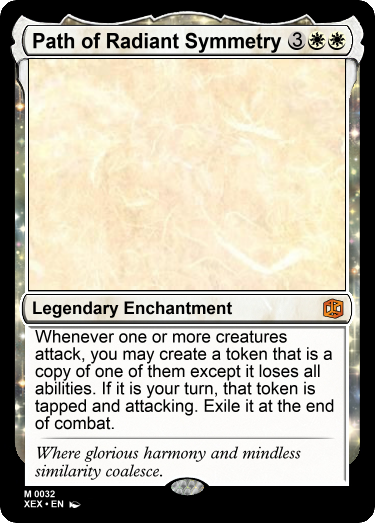 Path of Radiant Symmetry 3
Legendary Enchantment
Whenever one or more creatures
attack, you may create a token that is a
copy of one of them except it loses all
abilities. If it is your turn, that token is
tapped and attacking. Exile it at the end
of combat.
Where glorious harmony and mindless
similarity coalesce.
M 0032
XEX • EN